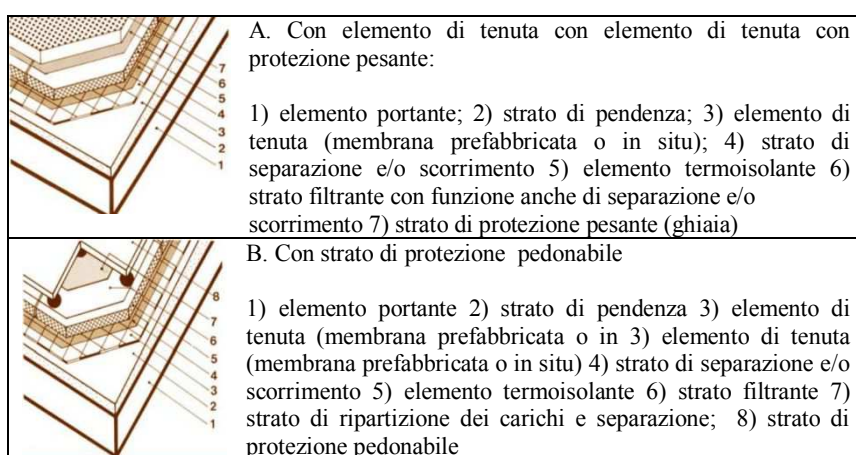 A. Con elemento di tenuta con elemento di tenuta con
protezione pesante:
1) elemento portante; 2) strato di pendenza; 3) elemento di
tenuta (membrana prefabbricata o in situ); 4) strato di
separazione e/o scorrimento 5) elemento termoisolante 6)
strato filtrante con funzione anche di separazione e/o
scorrimento 7) strato di protezione pesante (ghiaia)
7
6
5
4
3
2
1
B. Con strato di protezione pedonabile
1) elemento portante 2) strato di pendenza 3) elemento di
tenuta (membrana prefabbricata o in 3) elemento di tenuta
(membrana prefabbricata o in situ) 4) strato di separazione e/o
scorrimento 5) elemento termoisolante 6) strato filtrante 7)
strato di ripartizione dei carichi e separazione; 8) strato di
protezione pedonabile
8
7
6
5
4
3
2
1